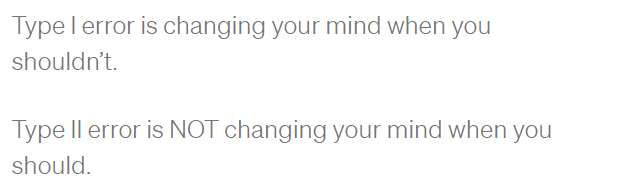 Type I error is changing your mind when you
shouldn’t.
Type II error is NOT changing your mind when you
should.